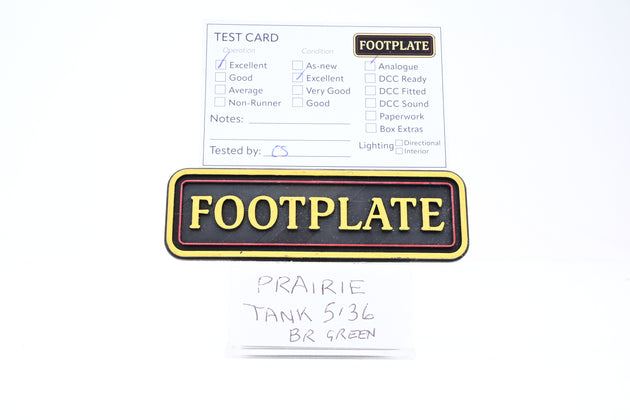 TEST CARD
FOOTPLATE
Operation
Condition
Excellent
As-new
Analogue
Good
Excellent
DCC Ready
Average
Very Good
DCC Fitted
Non-Runner
Good
DCC Sound
Notes:
Paperwork
Box Extras
Tested by: CS
Lighting
Directional
Interior
FOOTPLATE
PRAIRIE
TANK 5136
BR GREEN